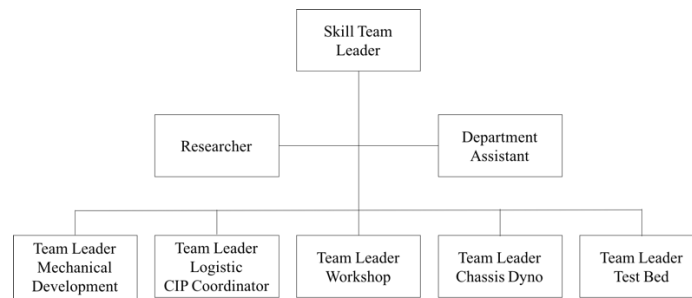 Skill Team
Leader
Researcher
Department
Assistant
Team Leader
Mechanical
Development
Team Leader
Logistic
CIP Coordinator
Team Leader
Workshop
Team Leader
Chassis Dyno
Team Leader
Test Bed